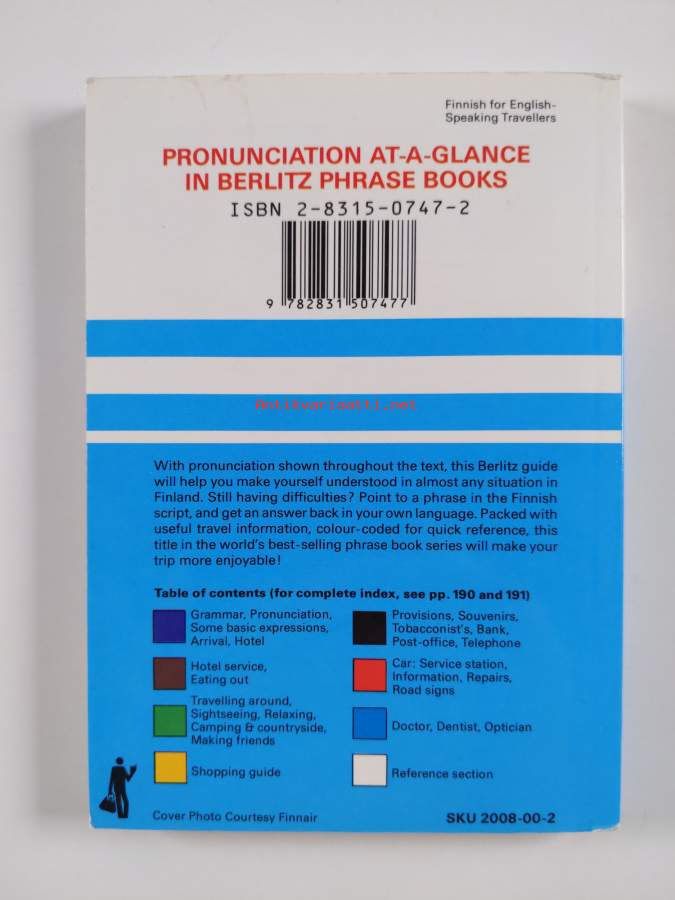 Finnish for English-
Speaking Travellers
PRONUNCIATION AT-A-GLANCE
IN BERLITZ PHRASE BOOKS
ISBN 2-8315-0747-2
9 782831 507477
Antikvariaatti.net
With pronunciation shown throughout the text, this Berlitz guide
will help you make yourself understood in almost any situation in
Finland. Still having difficulties? Point to a phrase in the Finnish
script, and get an answer back in your own language. Packed with
useful travel information, colour-coded for quick reference, this
title in the world's best-selling phrase book series will make your
trip more enjoyable!
Table of contents (for complete index, see pp. 190 and 191)
Grammar, Pronunciation,
Some basic expressions,
Arrival, Hotel
Hotel service,
Eating out
Travelling around,
Sightseeing, Relaxing,
Camping & countryside,
Making friends
Shopping guide
Provisions, Souvenirs,
Tobacconist's, Bank,
Post-office, Telephone
Car: Service station,
Information, Repairs,
Road signs
Doctor, Dentist, Optician
Reference section
Cover Photo Courtesy Finnair
SKU 2008-00-2